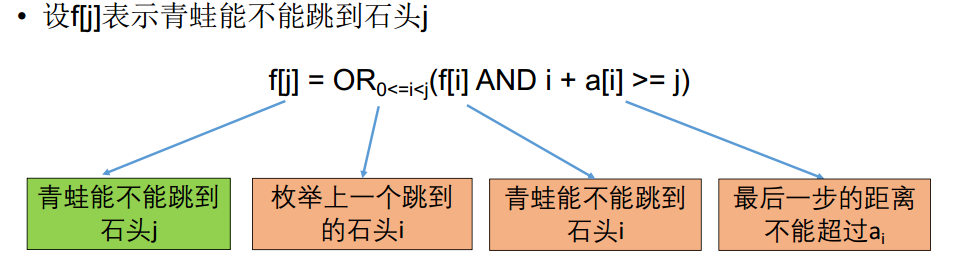 • 设f[j]表示青蛙能不能跳到石头j
f[j] = OR0<=i<j(f[i] AND i + a[i] >= j)
青蛙能不能跳到
石头j
枚举上一个跳到
的石头i
青蛙能不能跳到
石头i
最后一步的距离
不能超过ai